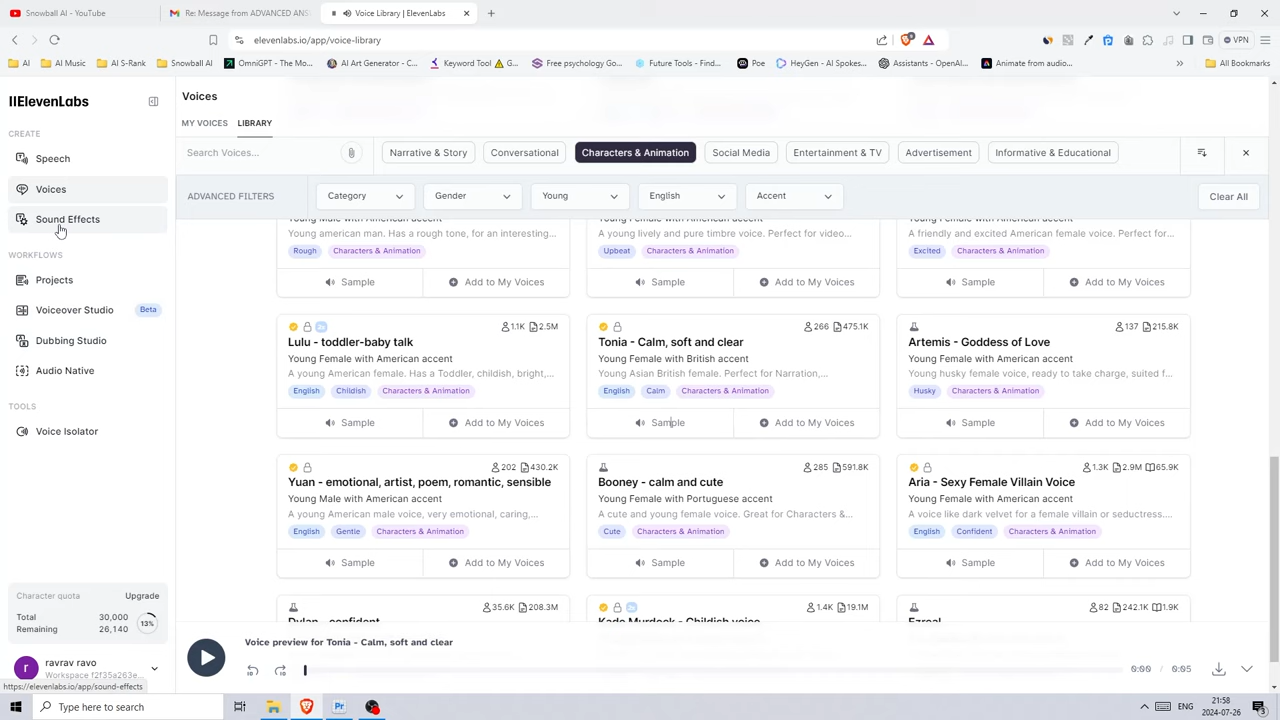 Snowball AI - YouTube
Re: Message from ADVANCED ANS
Voice Library | ElevenLabs
elevenlabs.io/app/voice-library
VPN
AI
AI Music
AI S-Rank
Snowball AI
OmniGPT - The Mo...
AI Art Generator - C...
Keyword Tool
G...
Free psychology Go...
Future Tools - Find...
Poe
HeyGen - AI Spokes...
Assistants - OpenAI...
Animate from audio...
All Bookmarks
IIElevenLabs
CREATE
Speech
Voices
Sound Effects
WORKFLOWS
Projects
Voiceover Studio Beta
Dubbing Studio
Audio Native
TOOLS
Voice Isolator
Character quota Upgrade
Total 30,000
Remaining 26,140
13%
r
ravrav ravo
Workspace f2f35a263e...
https://elevenlabs.io/app/sound-effects
Voices
MY VOICES LIBRARY
Search Voices...
Narrative & Story Conversational Characters & Animation Social Media Entertainment & TV Advertisement Informative & Educational
ADVANCED FILTERS Category Gender Young English Accent Clear All
Young Male with American accent
Young american man. Has a rough tone, for an interesting...
Rough Characters & Animation
Sample Add to My Voices
Young Female with American accent
A young lively and pure timbre voice. Perfect for video...
Upbeat Characters & Animation
Sample Add to My Voices
Young Female with American accent
A friendly and excited American female voice. Perfect for...
Excited Characters & Animation
Sample Add to My Voices
1.1K 2.5M
Lulu - toddler-baby talk
Young Female with American accent
A young American female. Has a Toddler, childish, bright,...
English Childish Characters & Animation
Sample Add to My Voices
266 475.1K
Tonia - Calm, soft and clear
Young Female with British accent
Young Asian British female. Perfect for Narration,...
English Calm Characters & Animation
Sample Add to My Voices
137 215.8K
Artemis - Goddess of Love
Young Female with American accent
Young husky female voice, ready to take charge, suited f...
Husky Characters & Animation
Sample Add to My Voices
202 430.2K
Yuan - emotional, artist, poem, romantic, sensible
Young Male with American accent
A young American male voice, very emotional, caring,...
English Gentle Characters & Animation
Sample Add to My Voices
285 591.8K
Booney - calm and cute
Young Female with Portuguese accent
A cute and young female voice. Great for Characters &...
Cute Characters & Animation
Sample Add to My Voices
1.3K 2.9M 65.9K
Aria - Sexy Female Villain Voice
Young Female with American accent
A voice like dark velvet for a female villain or seductress....
English Confident Characters & Animation
Sample Add to My Voices
35.6K 208.3M
Dylan - confident
1.4K 19.1M
Kade Murdock - Childish voice
82 242.1K 1.9K
Ezreal
Voice preview for Tonia - Calm, soft and clear
0:00 / 0:05
Type here to search
Pr
ENG
21:58
2024-07-26